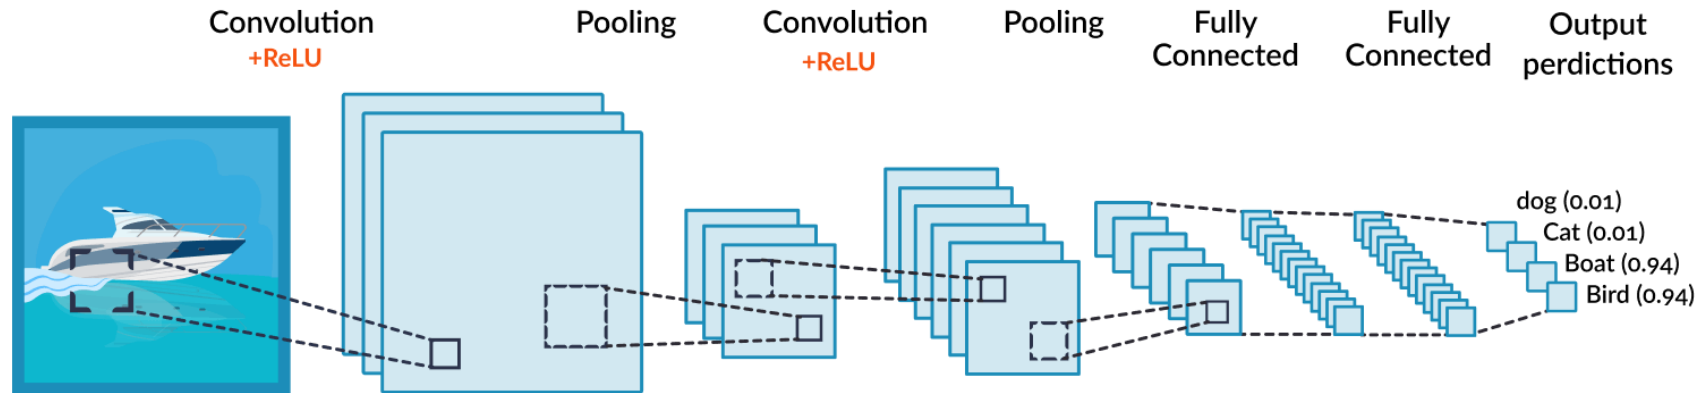 Convolution
+ReLU
Pooling
Convolution
+ReLU
Pooling
Fully
Connected
Fully
Connected
Output
perdictions
dog (0.01)
Cat (0.01)
Boat (0.94)
Bird (0.94)